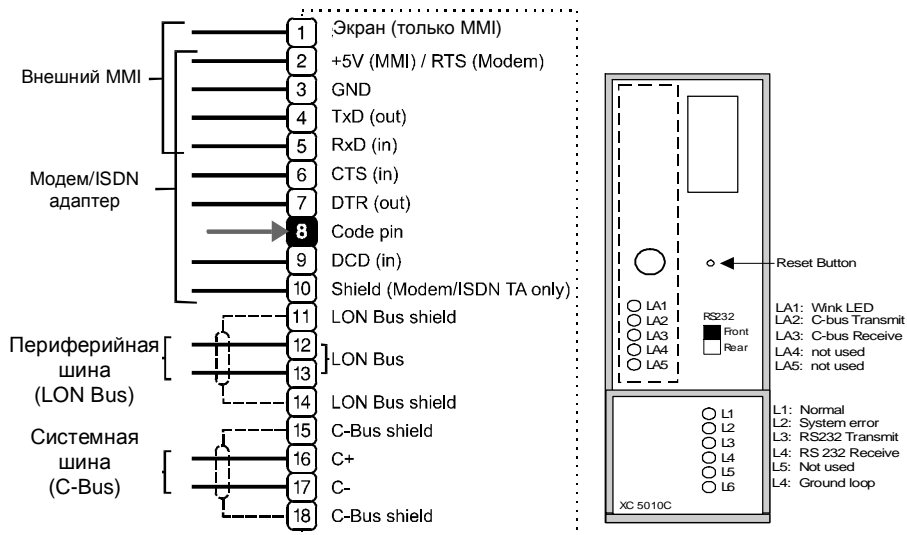 1 Экран (только MMI)
2 +5V (MMI) / RTS (Modem)
3 GND
4 TxD (out)
5 RxD (in)
6 CTS (in)
7 DTR (out)
8 Code pin
9 DCD (in)
10 Shield (Modem/ISDN TA only)
11 LON Bus shield
12
LON Bus
13
14 LON Bus shield
15 C-Bus shield
16 C+
17 C-
18 C-Bus shield
Внешний MMI
Модем/ISDN
адаптер
Периферийная
шина
(LON Bus)
Системная
шина
(C-Bus)
Reset Button
LA1
LA2
LA3
LA4
LA5
RS232
Front
Rear
LA1: Wink LED
LA2: C-bus Transmit
LA3: C-bus Receive
LA4: not used
LA5: not used
L1
L2
L3
L4
L5
L6
L1: Normal
L2: System error
L3: RS232 Transmit
L4: RS 232 Receive
L5: Not used
L4: Ground loop
XC 5010C